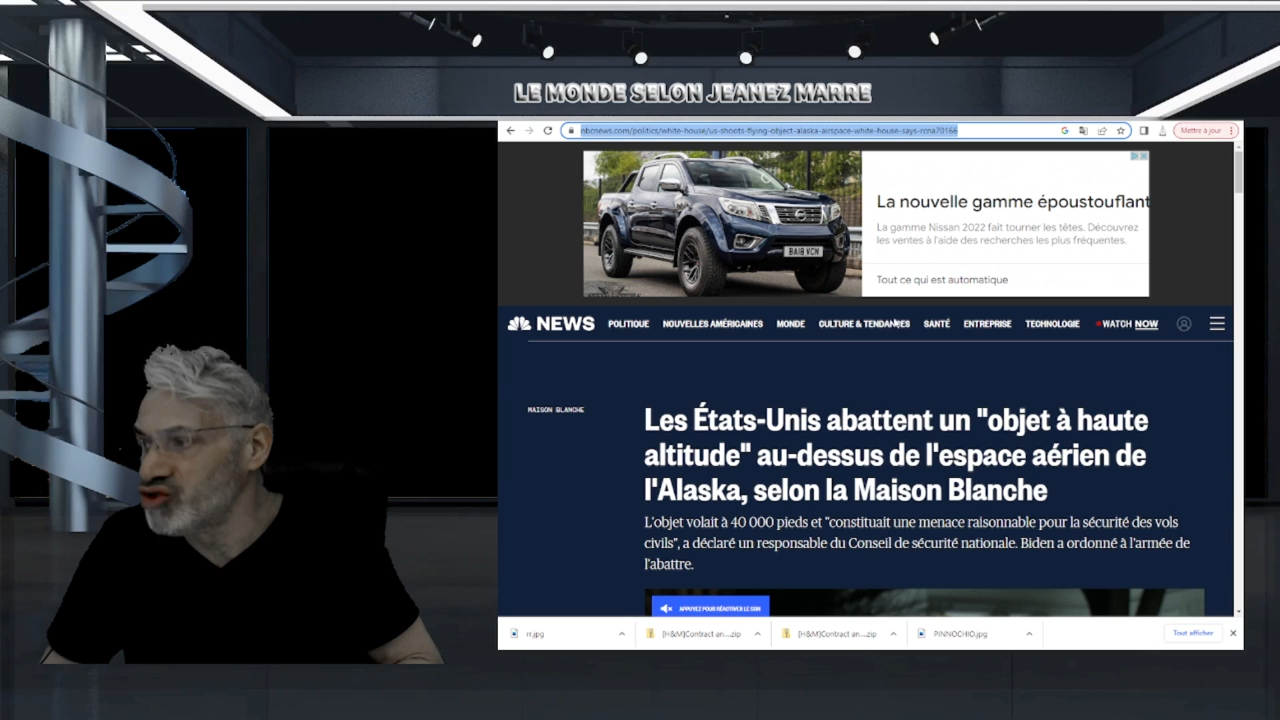 LE MONDE SELON JEANEZ MARRE
nbcnews.com/politics/white-house/us-shoots-flying-object-alaska-airspace-white-house-says-rcna70166
Mettre à jour
La nouvelle gamme époustouflant
La gamme Nissan 2022 fait tourner les têtes. Découvrez
les ventes à l'aide des recherches les plus fréquentes.
Tout ce qui est automatique
BA18 VCN
NEWS POLITIQUE NOUVELLES AMÉRICAINES MONDE CULTURE & TENDANCES SANTÉ ENTREPRISE TECHNOLOGIE WATCH NOW
MAISON BLANCHE
Les États-Unis abattent un "objet à haute
altitude" au-dessus de l'espace aérien de
l'Alaska, selon la Maison Blanche
L'objet volait à 40 000 pieds et "constituait une menace raisonnable pour la sécurité des vols
civils", a déclaré un responsable du Conseil de sécurité nationale. Biden a ordonné à l'armée de
l'abattre.
APPUYEZ POUR RÉACTIVER LE SON
rr.jpg
[H&M]Contract an....zip
[H&M]Contract an....zip
PINNOCHIO.jpg
Tout afficher